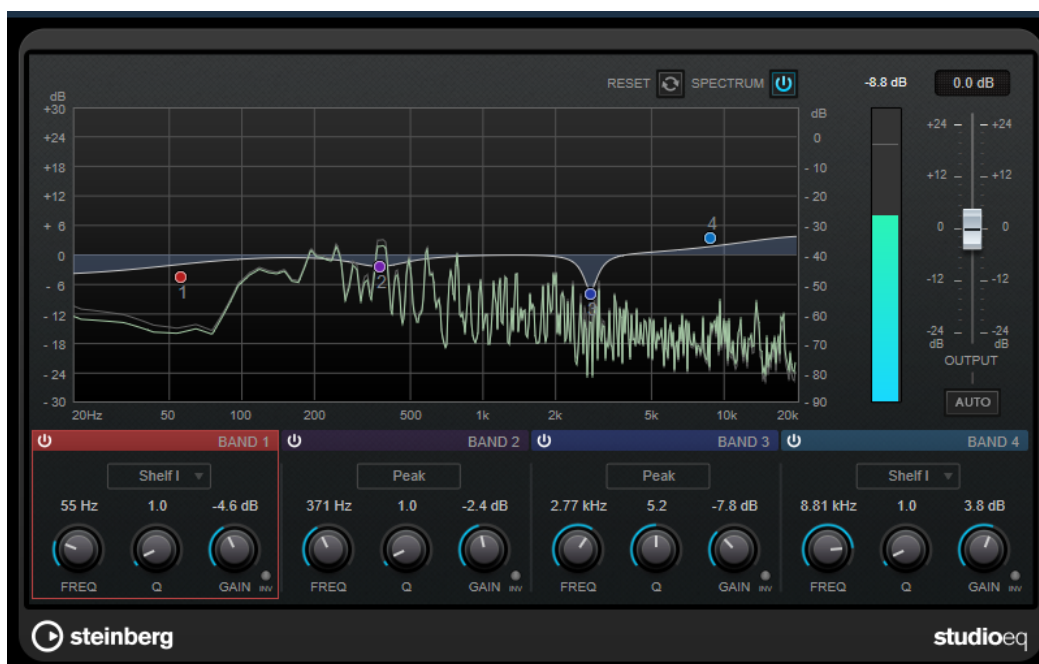 RESET SPECTRUM -8.8 dB 0.0 dB
dB
+30 dB
+24 0 +24 +24
+18 - 10
+12 - 20 +12 +12
+ 6 - 30
4
0 - 40 0 0
1 2
- 6 - 50
3
- 12 - 60 -12 -12
- 18 - 70 -24 -24
dB dB
- 24 - 80 OUTPUT
- 30 - 90
20Hz 50 100 200 500 1k 2k 5k 10k 20k AUTO
BAND 1 BAND 2 BAND 3 BAND 4
Shelf I Peak Peak Shelf I
55 Hz 1.0 -4.6 dB 371 Hz 1.0 -2.4 dB 2.77 kHz 5.2 -7.8 dB 8.81 kHz 1.0 3.8 dB
FREQ Q GAIN INV FREQ Q GAIN INV FREQ Q GAIN INV FREQ Q GAIN INV
steinberg studioeq